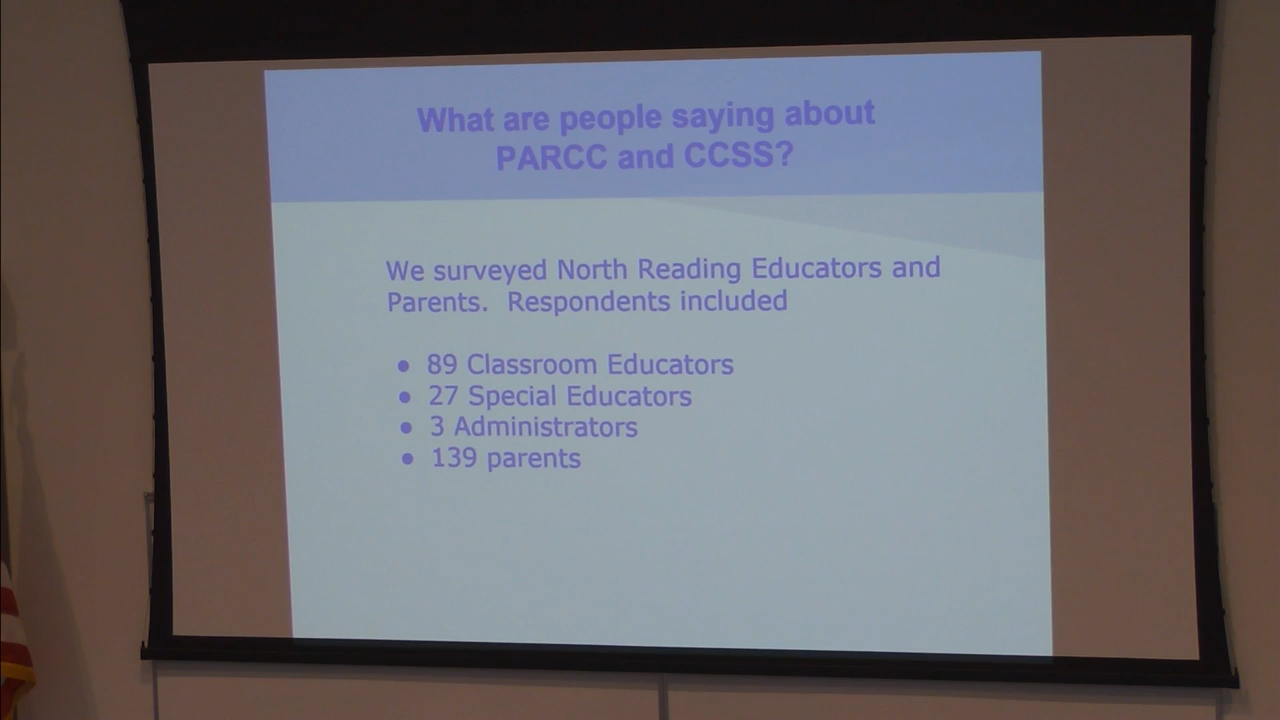 What are people saying about
PARCC and CCSS?
We surveyed North Reading Educators and
Parents.  Respondents included
● 89 Classroom Educators
● 27 Special Educators
● 3 Administrators
● 139 parents